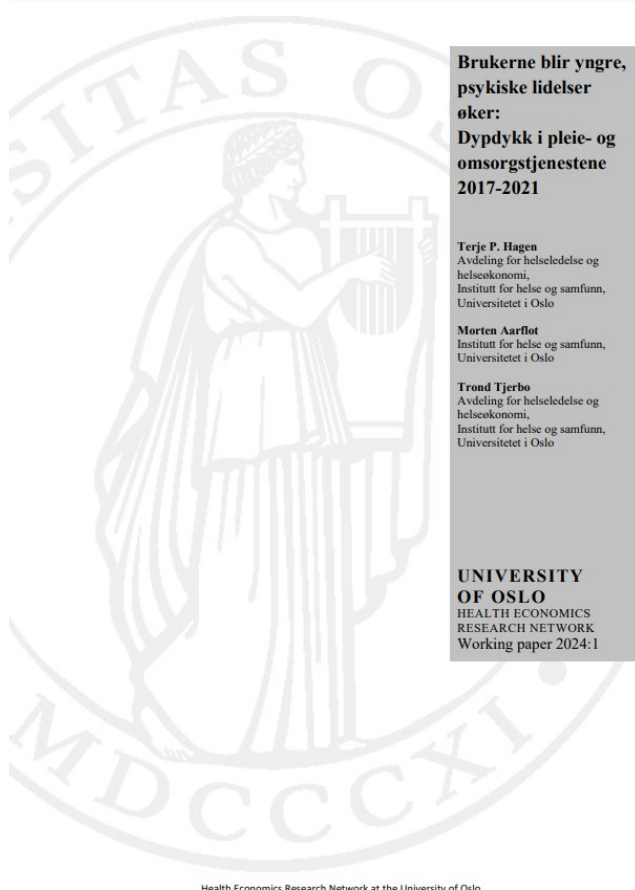 SITAS O
Brukerne blir yngre,
psykiske lidelser
øker:
Dypdykk i pleie- og
omsorgstjenestene
2017-2021
Terje P. Hagen
Avdeling for helseledelse og
helseøkonomi,
Institutt for helse og samfunn,
Universitetet i Oslo
Morten Aarflot
Institutt for helse og samfunn,
Universitetet i Oslo
Trond Tjerbo
Avdeling for helseledelse og
helseøkonomi,
Institutt for helse og samfunn,
Universitetet i Oslo
UNIVERSITY
OF OSLO
HEALTH ECONOMICS
RESEARCH NETWORK
Working paper 2024:1
MDCCCXI
Health Economics Research Network at the University of Oslo